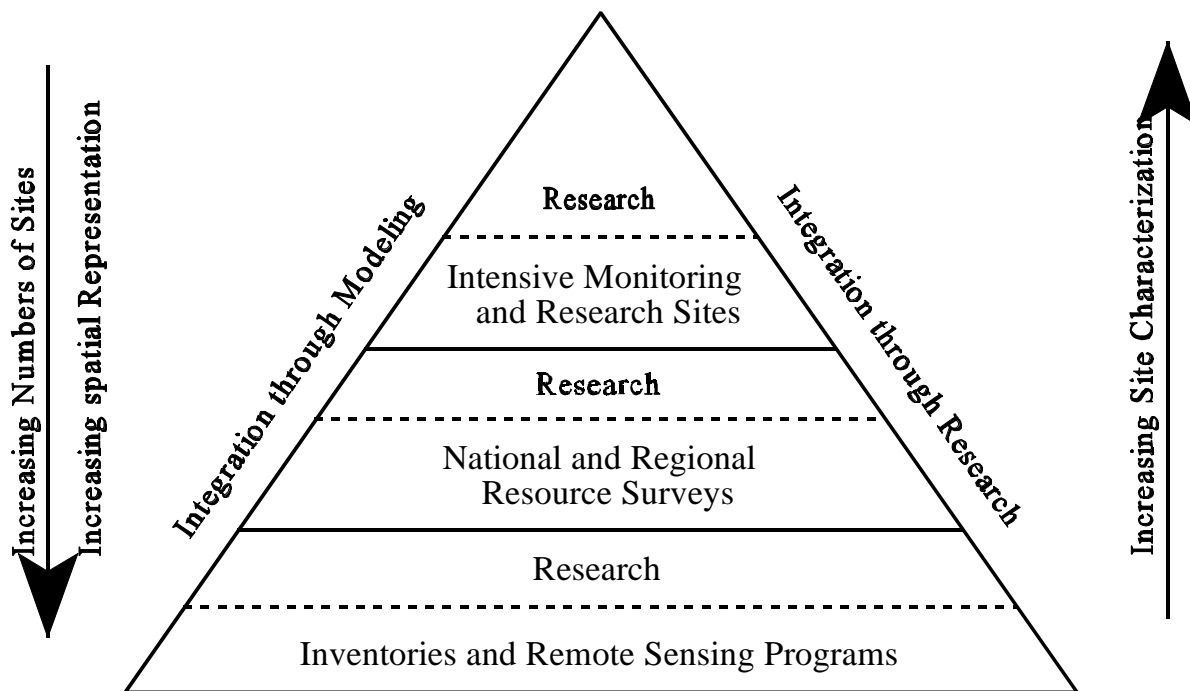 Increasing Numbers of Sites
Increasing spatial Representation
Integration through Modeling
Research
Intensive Monitoring
and Research Sites
Research
National and Regional
Resource Surveys
Research
Inventories and Remote Sensing Programs
Integration through Research
Increasing Site Characterization